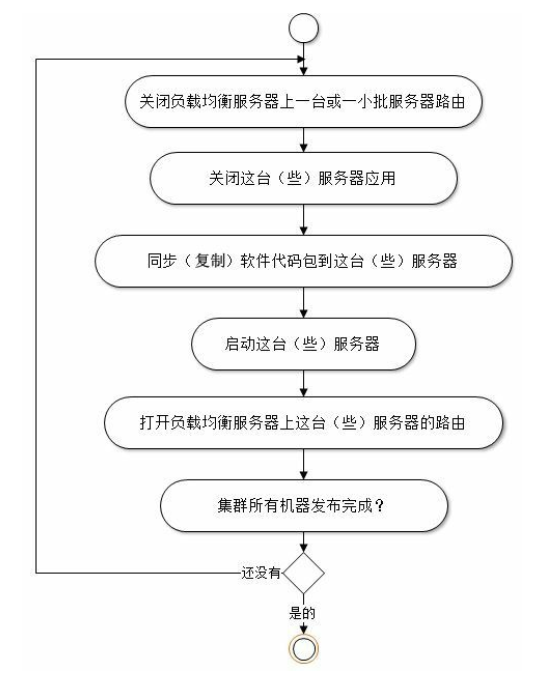 关闭负载均衡服务器上一台或一小批服务器路由
关闭这台（些）服务器应用
同步（复制）软件代码包到这台（些）服务器
启动这台（些）服务器
打开负载均衡服务器上这台（些）服务器的路由
集群所有机器发布完成？
还没有
是的